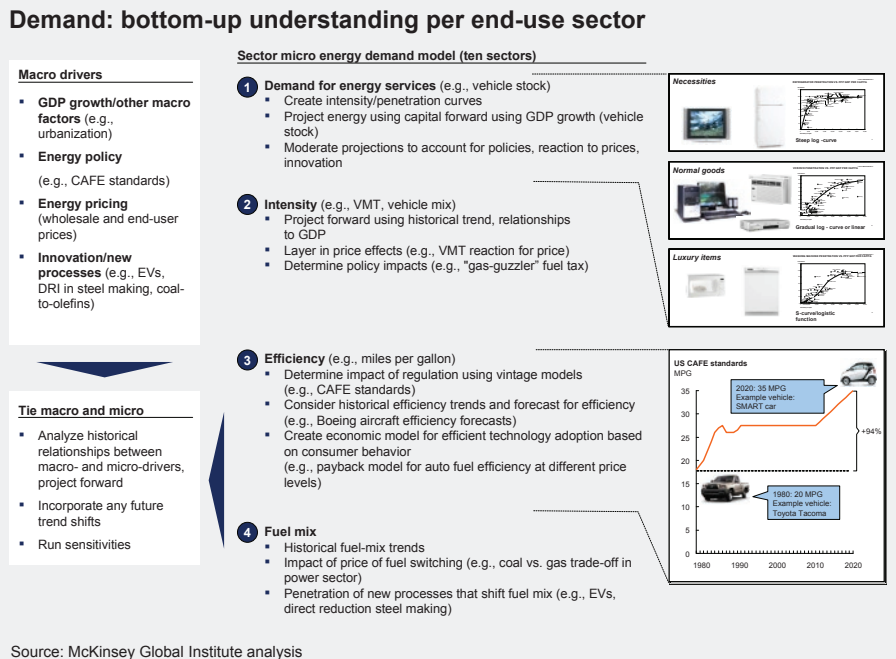 Demand: bottom-up understanding per end-use sector
Macro drivers
▪ GDP growth/other macro
factors (e.g.,
urbanization)
▪ Energy policy
(e.g., CAFE standards)
▪ Energy pricing
(wholesale and end-user
prices)
▪ Innovation/new
processes (e.g., EVs,
DRI in steel making, coal-
to-olefins)
Tie macro and micro
▪ Analyze historical
relationships between
macro- and micro-drivers,
project forward
▪ Incorporate any future
trend shifts
▪ Run sensitivities
Sector micro energy demand model (ten sectors)
1 Demand for energy services (e.g., vehicle stock)
▪ Create intensity/penetration curves
▪ Project energy using capital forward using GDP growth (vehicle
stock)
▪ Moderate projections to account for policies, reaction to prices,
innovation
2 Intensity (e.g., VMT, vehicle mix)
▪ Project forward using historical trend, relationships
to GDP
▪ Layer in price effects (e.g., VMT reaction for price)
▪ Determine policy impacts (e.g., "gas-guzzler" fuel tax)
3 Efficiency (e.g., miles per gallon)
▪ Determine impact of regulation using vintage models
(e.g., CAFE standards)
▪ Consider historical efficiency trends and forecast for efficiency
(e.g., Boeing aircraft efficiency forecasts)
▪ Create economic model for efficient technology adoption based
on consumer behavior
(e.g., payback model for auto fuel efficiency at different price
levels)
4 Fuel mix
▪ Historical fuel-mix trends
▪ Impact of price of fuel switching (e.g., coal vs. gas trade-off in
power sector)
▪ Penetration of new processes that shift fuel mix (e.g., EVs,
direct reduction steel making)
Necessities
Steep log -curve
Normal goods
Gradual log - curve or linear
Luxury items
S-curve/logistic
function
US CAFE standards
MPG
35
30
25
20
15
10
5
0
1980 1990 2000 2010 2020
2020: 35 MPG
Example vehicle:
SMART car
+94%
1980: 20 MPG
Example vehicle:
Toyota Tacoma
Source: McKinsey Global Institute analysis